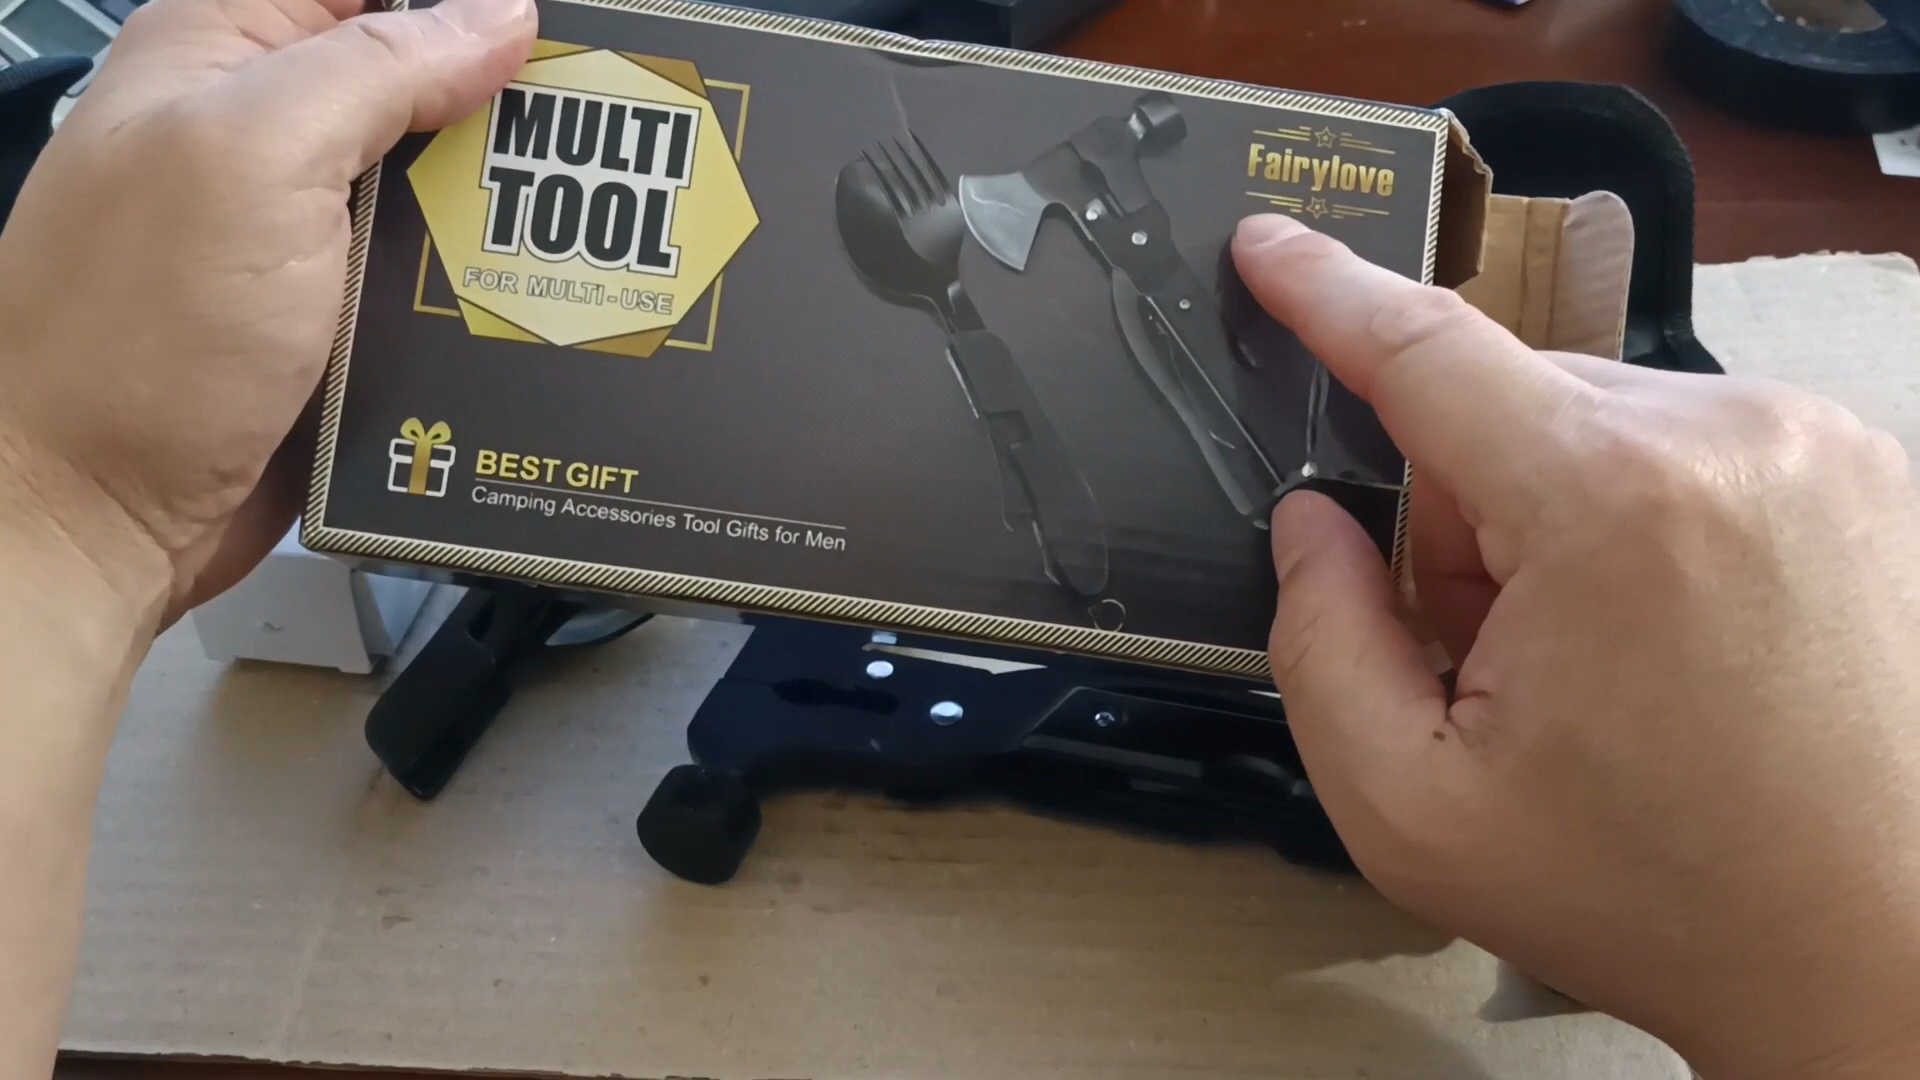 MULTI
TOOL
FOR MULTI-USE
Fairylove
BEST GIFT
Camping Accessories Tool Gifts for Men